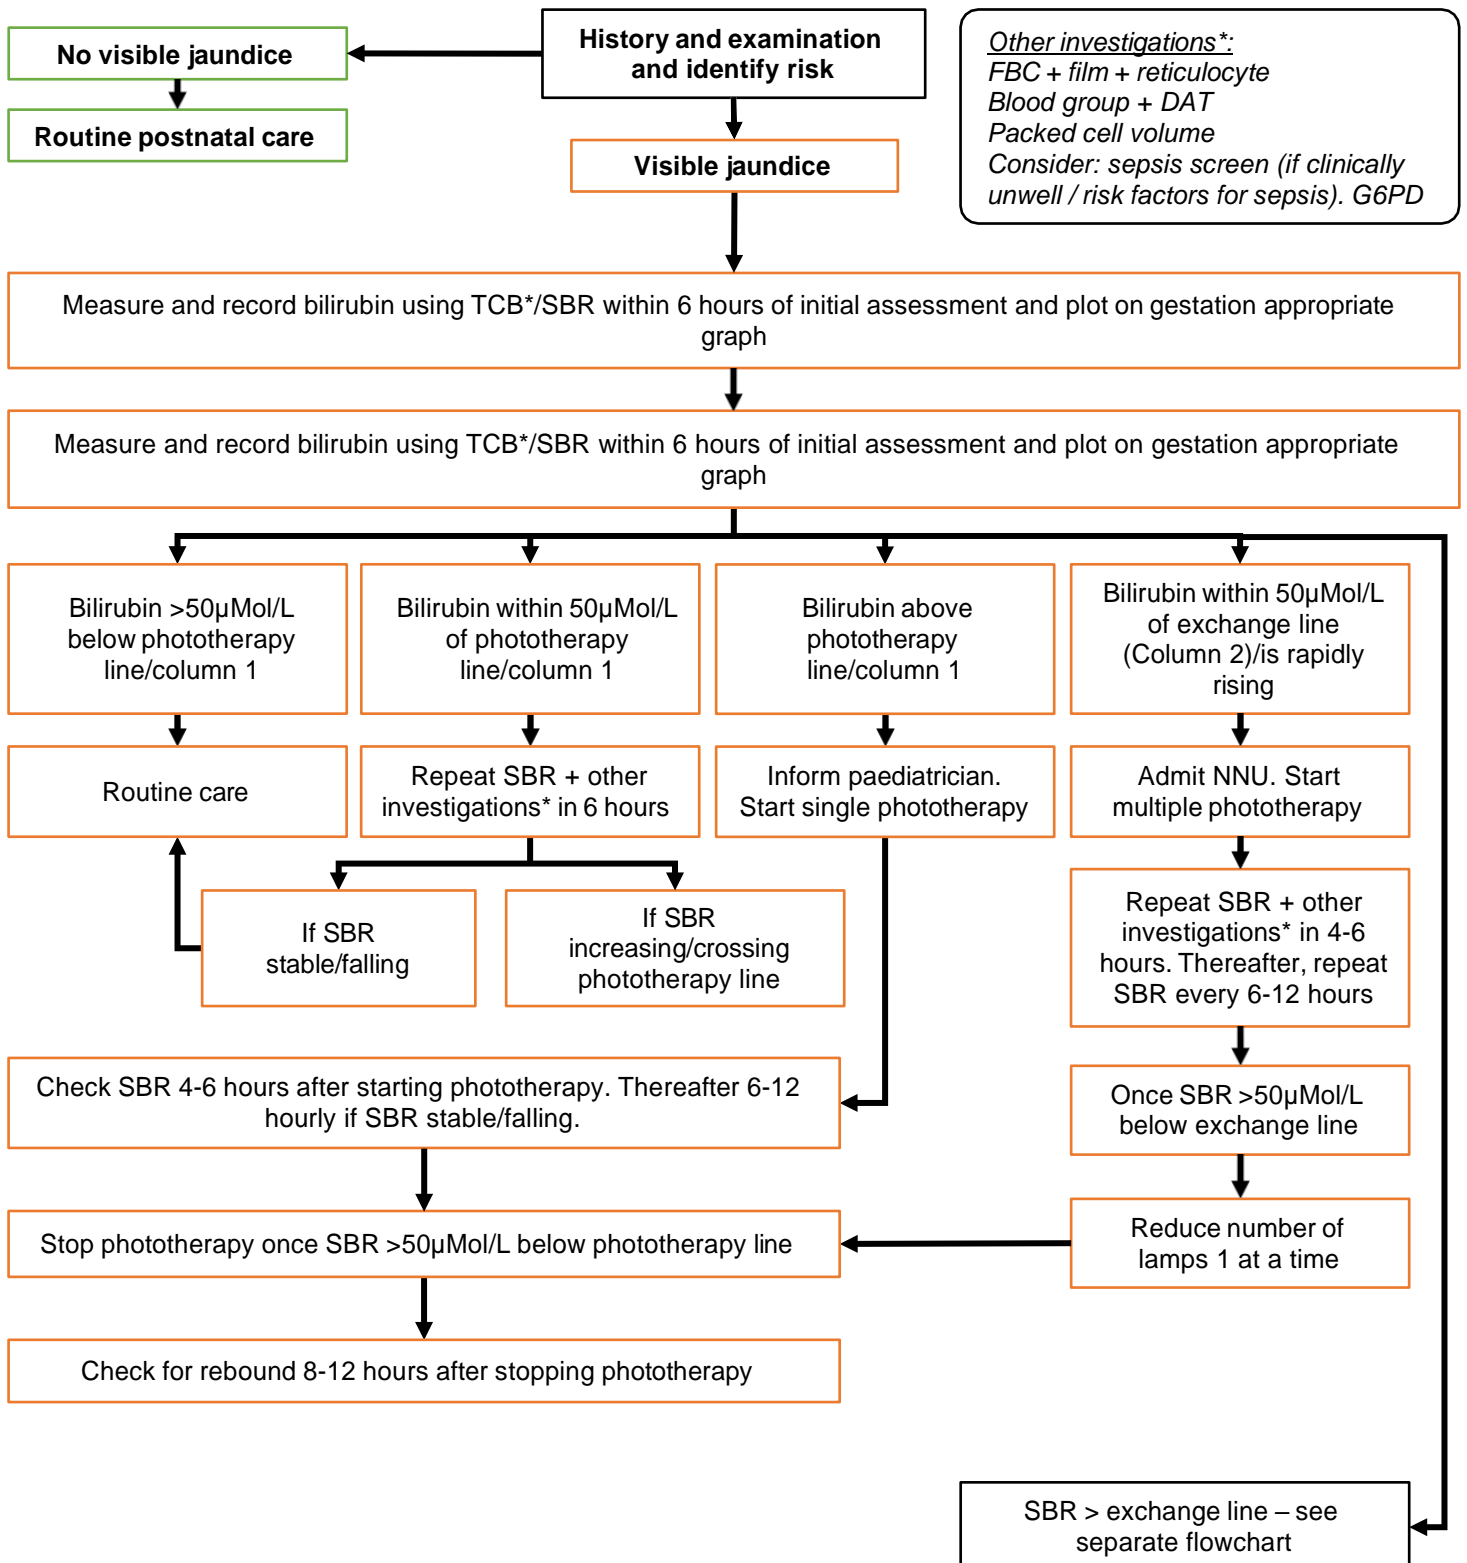 No visible jaundice
History and examination
and identify risk
Other investigations*:
FBC + film + reticulocyte
Blood group + DAT
Packed cell volume
Consider: sepsis screen (if clinically
unwell / risk factors for sepsis). G6PD
Routine postnatal care
Visible jaundice
Measure and record bilirubin using TCB*/SBR within 6 hours of initial assessment and plot on gestation appropriate
graph
Measure and record bilirubin using TCB*/SBR within 6 hours of initial assessment and plot on gestation appropriate
graph
Bilirubin >50µMol/L
below phototherapy
line/column 1
Bilirubin within 50µMol/L
of phototherapy
line/column 1
Bilirubin above
phototherapy
line/column 1
Bilirubin within 50µMol/L
of exchange line
(Column 2)/is rapidly
rising
Routine care
Repeat SBR + other
investigations* in 6 hours
Inform paediatrician.
Start single phototherapy
Admit NNU. Start
multiple phototherapy
If SBR
stable/falling
If SBR
increasing/crossing
phototherapy line
Repeat SBR + other
investigations* in 4-6
hours. Thereafter, repeat
SBR every 6-12 hours
Check SBR 4-6 hours after starting phototherapy. Thereafter 6-12
hourly if SBR stable/falling.
Once SBR >50µMol/L
below exchange line
Stop phototherapy once SBR >50µMol/L below phototherapy line
Reduce number of
lamps 1 at a time
Check for rebound 8-12 hours after stopping phototherapy
SBR > exchange line – see
separate flowchart